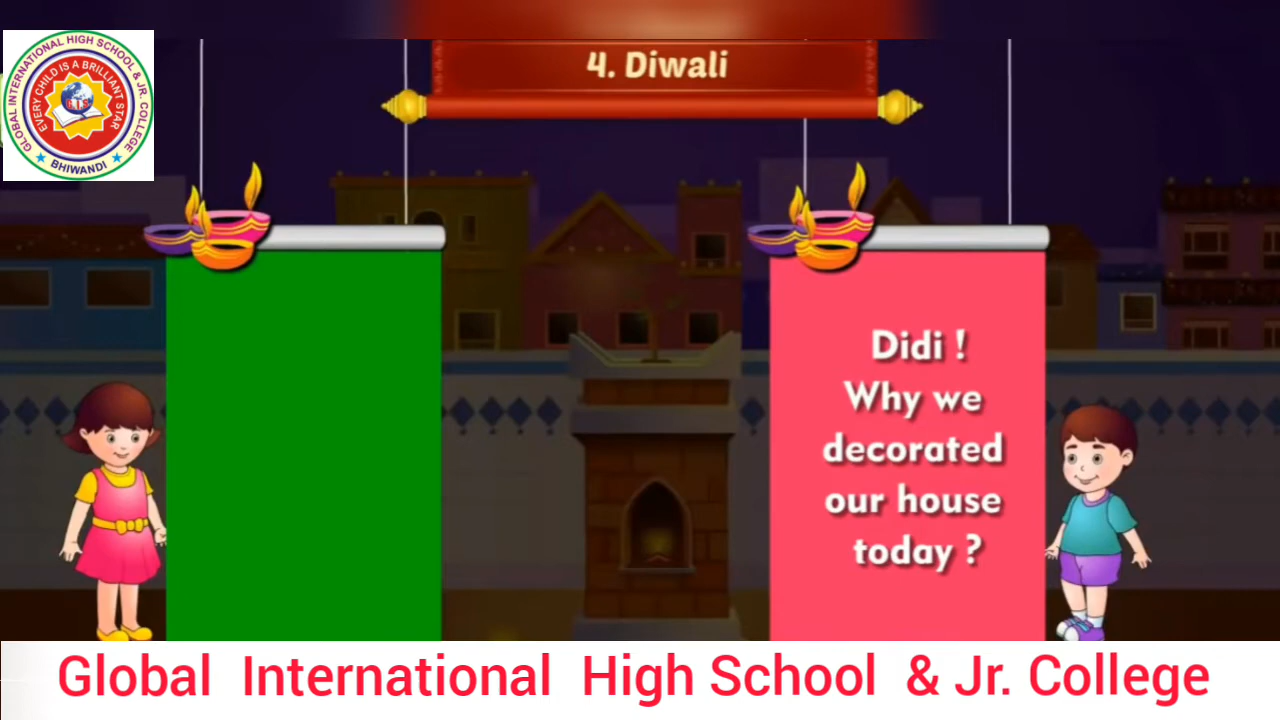 4. Diwali
GLOBAL INTERNATIONAL HIGH SCHOOL & JR. COLLEGE
EVERY CHILD IS A BRILLIANT STAR
G.I.S
BHIWANDI
Didi !
Why we
decorated
our house
today ?
Global International High School & Jr. College